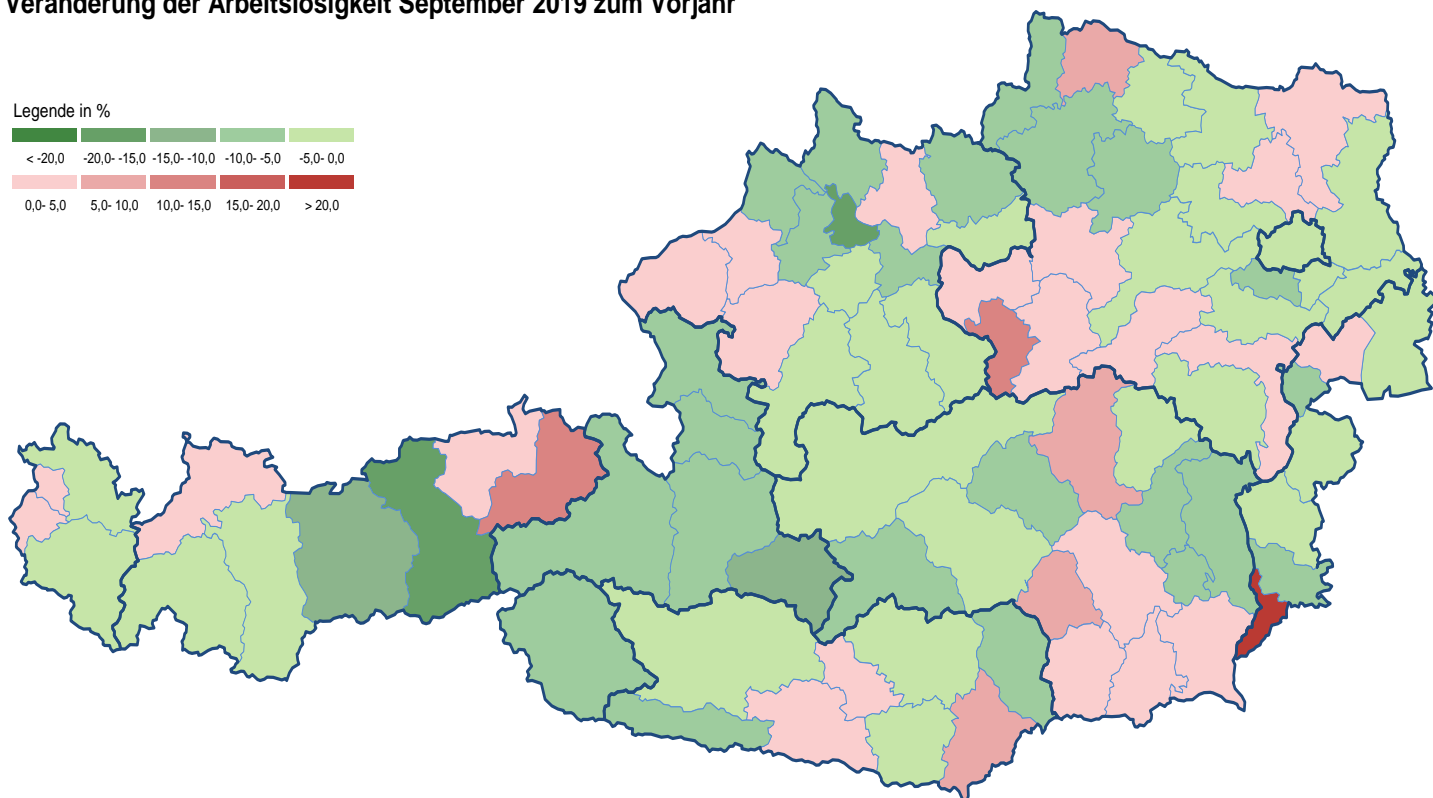 Veränderung der Arbeitslosigkeit September 2019 zum Vorjahr
Legende in %
< -20,0 -20,0- -15,0 -15,0- -10,0 -10,0- -5,0 -5,0- 0,0
0,0- 5,0 5,0- 10,0 10,0- 15,0 15,0- 20,0 > 20,0